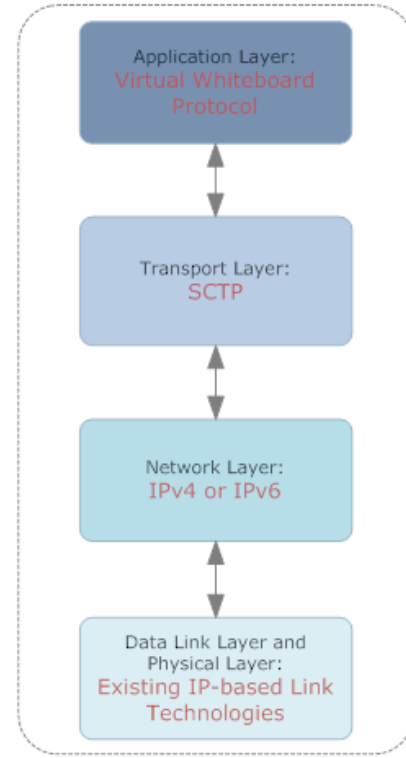 Application Layer:
Virtual Whiteboard
Protocol
Transport Layer:
SCTP
Network Layer:
IPv4 or IPv6
Data Link Layer and
Physical Layer:
Existing IP-based Link
Technologies